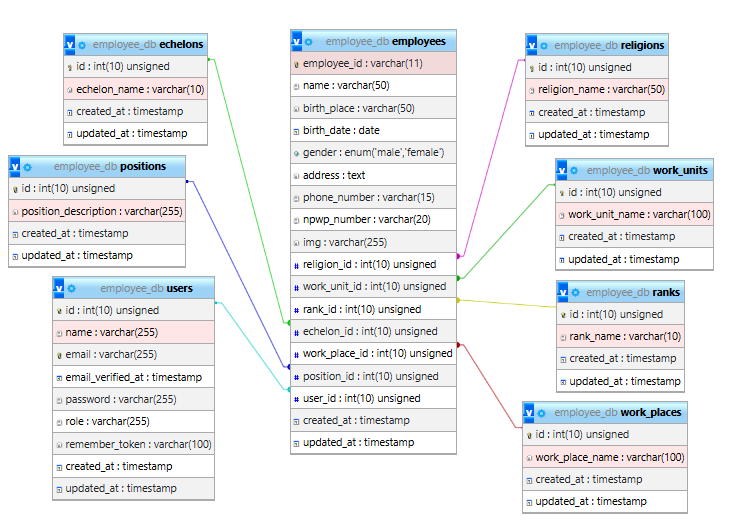 employee_db echelons
id : int(10) unsigned
echelon_name : varchar(10)
created_at : timestamp
updated_at : timestamp
employee_db positions
id : int(10) unsigned
position_description : varchar(255)
created_at : timestamp
updated_at : timestamp
employee_db users
id : int(10) unsigned
name : varchar(255)
email : varchar(255)
email_verified_at : timestamp
password : varchar(255)
role : varchar(255)
remember_token : varchar(100)
created_at : timestamp
updated_at : timestamp
employee_db employees
employee_id : varchar(11)
name : varchar(50)
birth_place : varchar(50)
birth_date : date
gender : enum('male','female')
address : text
phone_number : varchar(15)
npwp_number : varchar(20)
img : varchar(255)
# religion_id : int(10) unsigned
# work_unit_id : int(10) unsigned
# rank_id : int(10) unsigned
# echelon_id : int(10) unsigned
# work_place_id : int(10) unsigned
# position_id : int(10) unsigned
# user_id : int(10) unsigned
created_at : timestamp
updated_at : timestamp
employee_db religions
id : int(10) unsigned
religion_name : varchar(50)
created_at : timestamp
updated_at : timestamp
employee_db work_units
id : int(10) unsigned
work_unit_name : varchar(100)
created_at : timestamp
updated_at : timestamp
employee_db ranks
id : int(10) unsigned
rank_name : varchar(10)
created_at : timestamp
updated_at : timestamp
employee_db work_places
id : int(10) unsigned
work_place_name : varchar(100)
created_at : timestamp
updated_at : timestamp